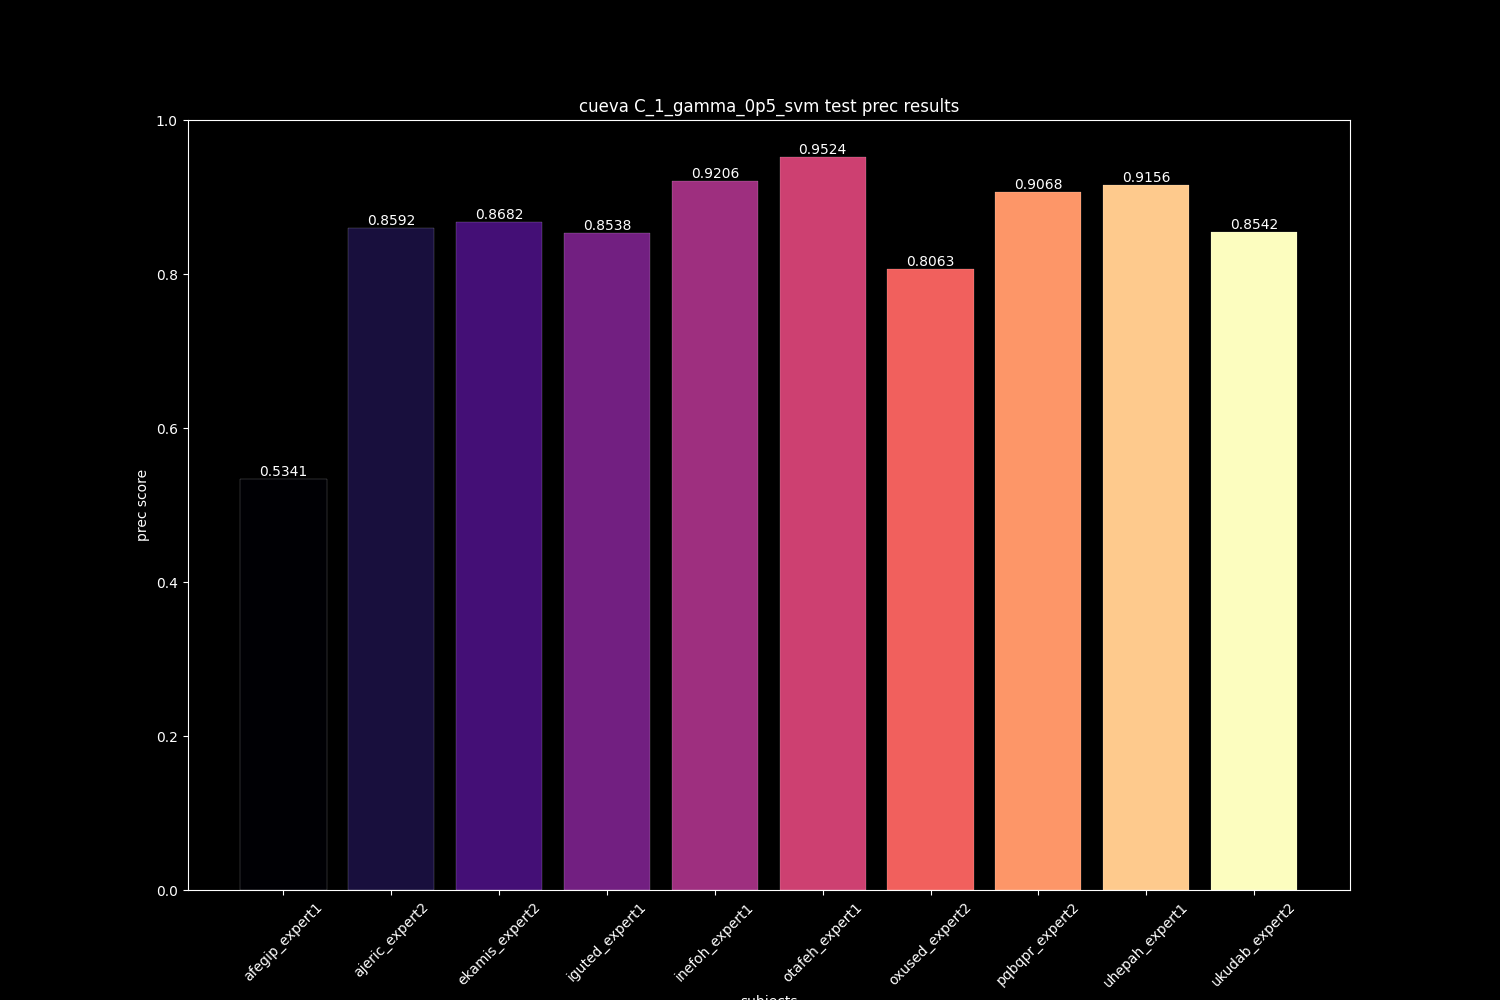 cueva C_1_gamma_0p5_svm test prec results
1.0
0.8
0.6
0.4
0.2
0.0
prec score
0.5341
0.8592
0.8682
0.8538
0.9206
0.9524
0.8063
0.9068
0.9156
0.8542
afegip_expert1
ajeric_expert2
ekamis_expert2
iguted_expert1
inefoh_expert1
otafeh_expert1
oxused_expert2
pqbqpr_expert2
uhepah_expert1
ukudab_expert2
subjects